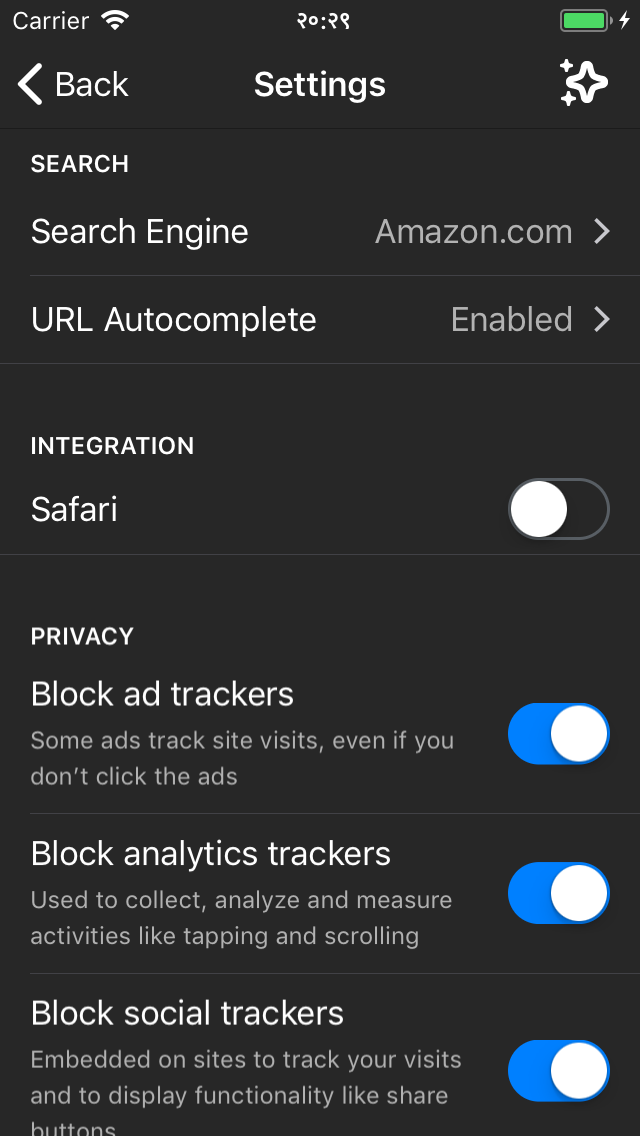 Carrier २०:२९
Back Settings
SEARCH
Search Engine Amazon.com
URL Autocomplete Enabled
INTEGRATION
Safari
PRIVACY
Block ad trackers
Some ads track site visits, even if you
don’t click the ads
Block analytics trackers
Used to collect, analyze and measure
activities like tapping and scrolling
Block social trackers
Embedded on sites to track your visits
and to display functionality like share
buttons